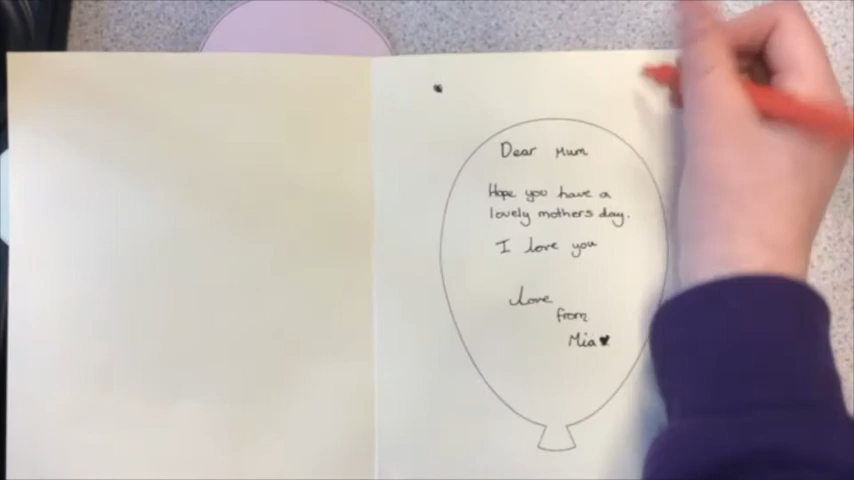 Dear Mum
Hope you have a
lovely mothers day.
I love you
Love
from
Mia♥